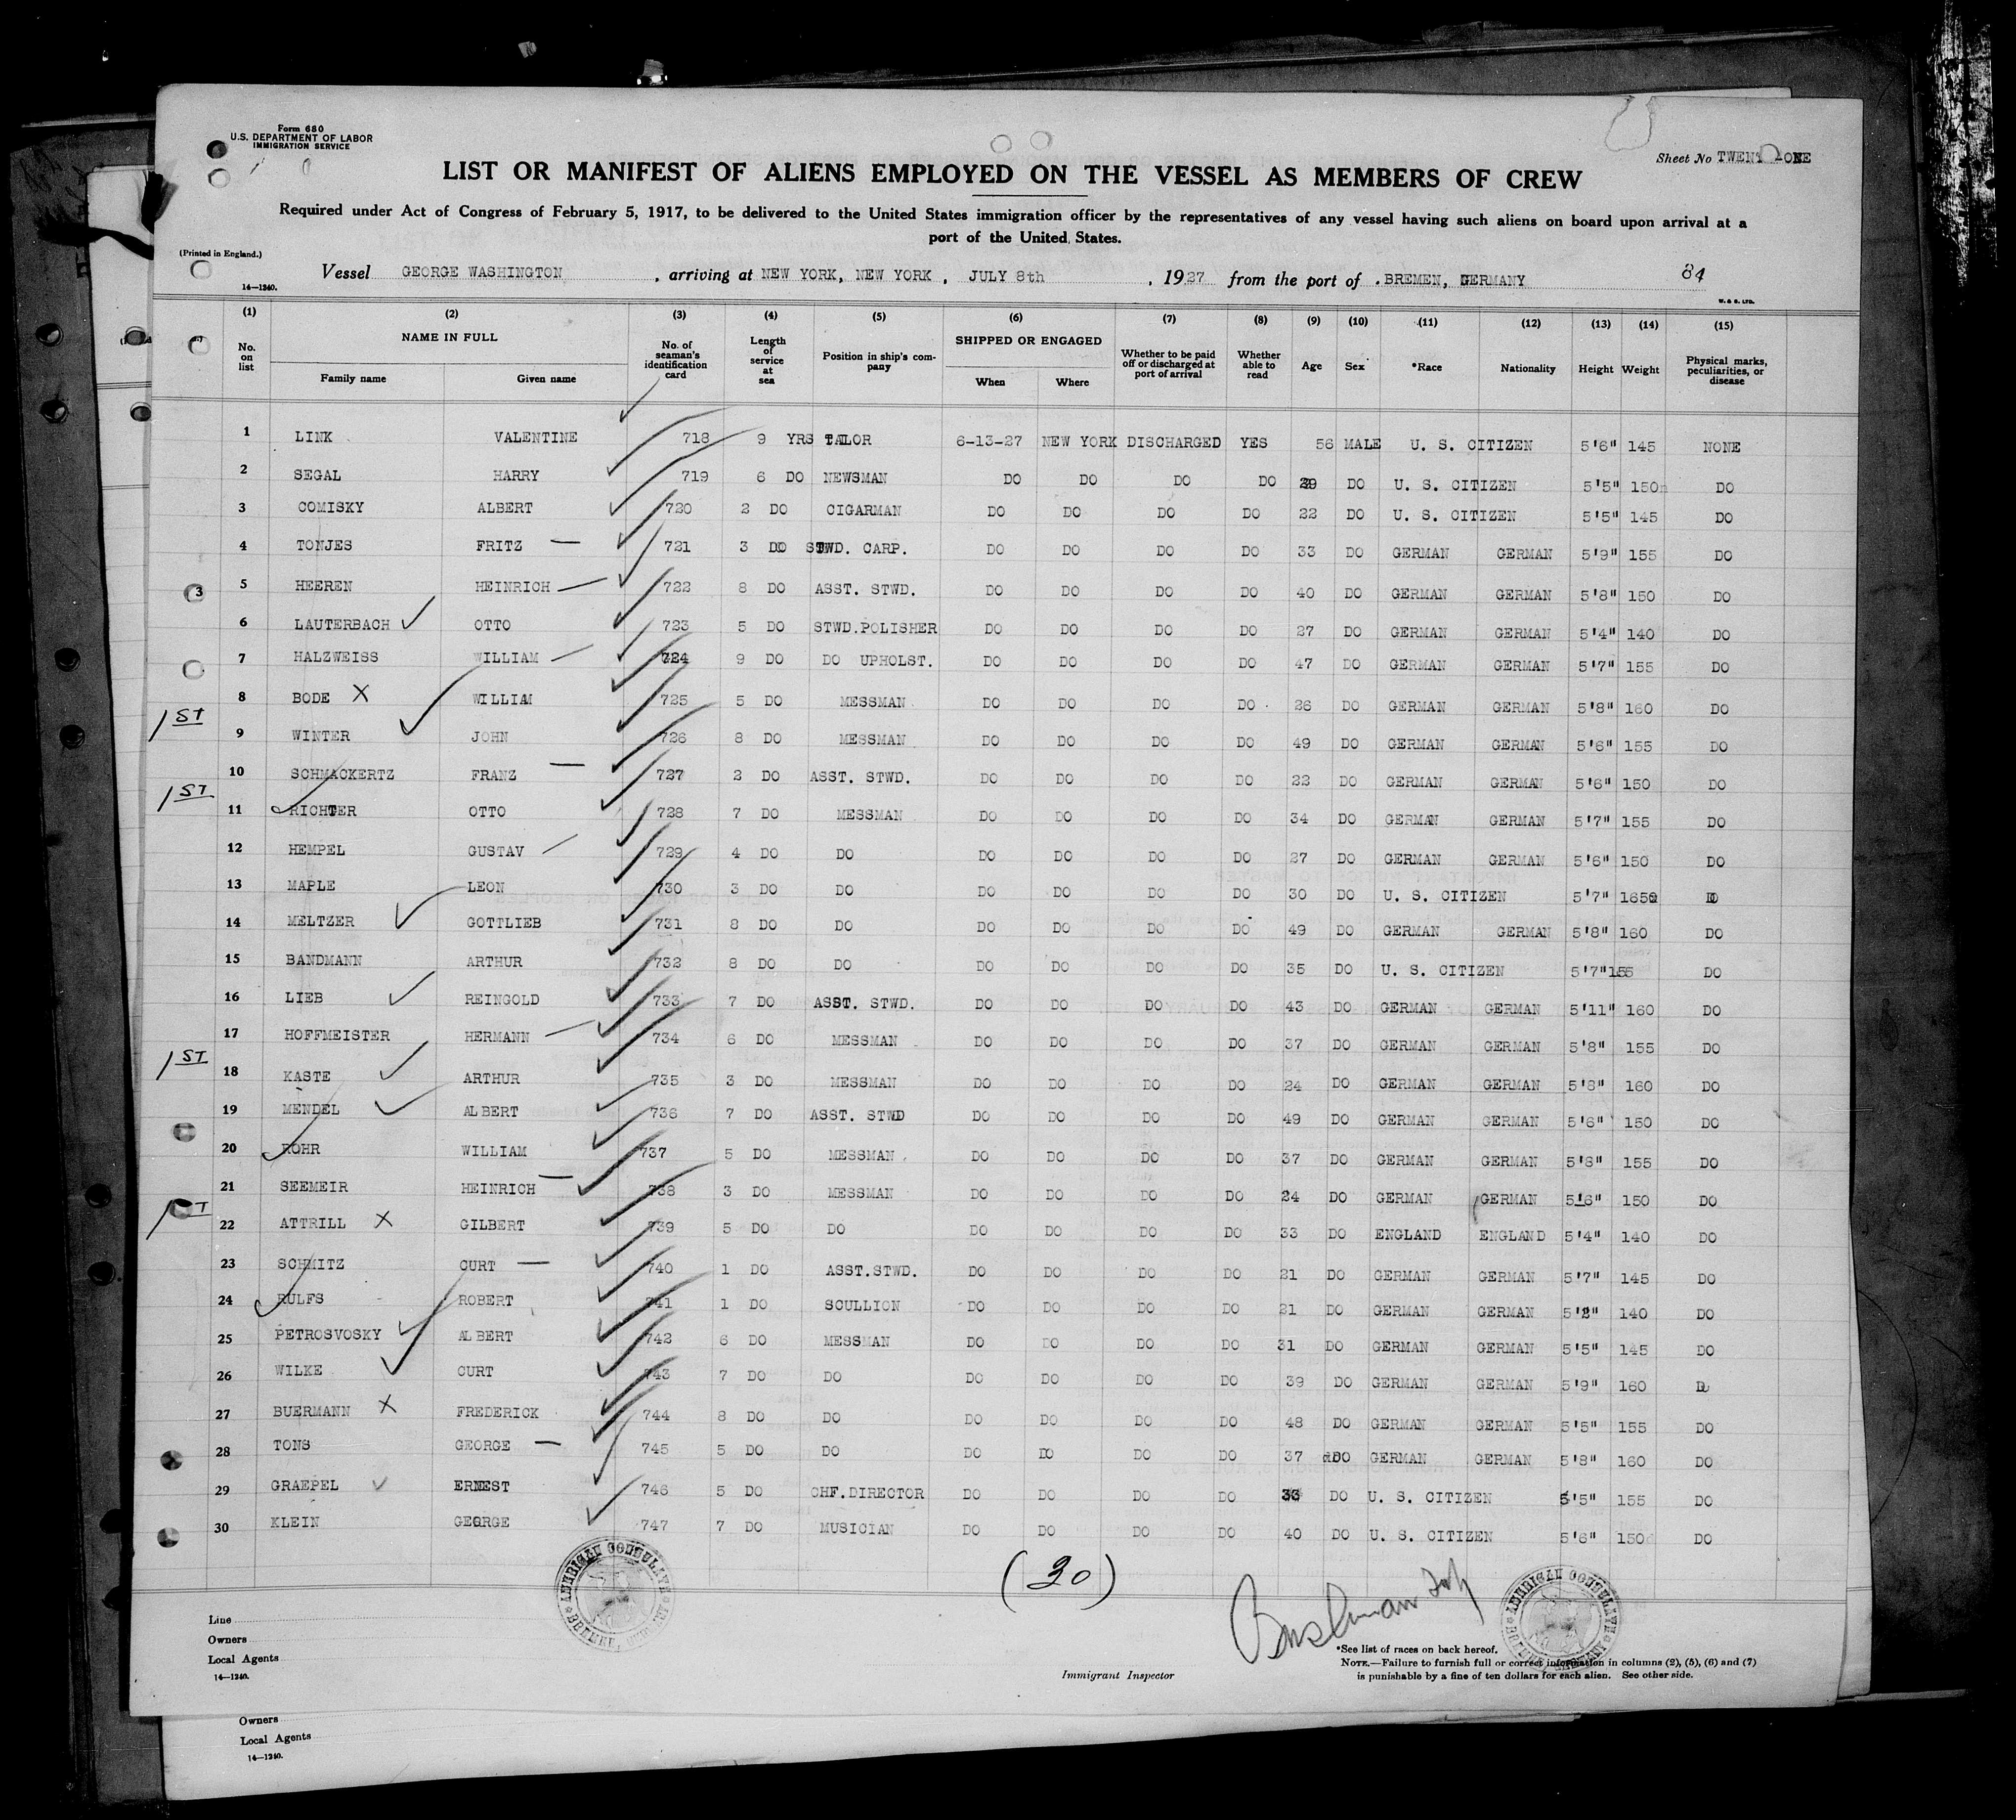 Form 680
U.S. DEPARTMENT OF LABOR
IMMIGRATION SERVICE
Sheet No TWENTY-ONE
LIST OR MANIFEST OF ALIENS EMPLOYED ON THE VESSEL AS MEMBERS OF CREW
Required under Act of Congress of February 5, 1917, to be delivered to the United States immigration officer by the representatives of any vessel having such aliens on board upon arrival at a
port of the United States.
(Printed in England.)
Vessel GEORGE WASHINGTON , arriving at NEW YORK, NEW YORK , JULY 8th , 1927 from the port of . BREMEN, GERMANY 84
14—1240. W. & S. LTD.
(1) (2) (3) (4) (5) (6) (7) (8) (9) (10) (11) (12) (13) (14) (15)
No. on list NAME IN FULL Family name Given name No. of seaman's identification card Length of service at sea Position in ship's company SHIPPED OR ENGAGED When Where Whether to be paid off or discharged at port of arrival Whether able to read Age Sex *Race Nationality Height Weight Physical marks, peculiarities, or disease
1 LINK VALENTINE 718 9 YRS TAILOR 6-13-27 NEW YORK DISCHARGED YES 56 MALE U. S. CITIZEN 5'6" 145 NONE
2 SEGAL HARRY 719 6 DO NEWSMAN DO DO DO DO 39 DO U. S. CITIZEN 5'5" 150 DO
3 COMISKY ALBERT 720 2 DO CIGARMAN DO DO DO DO 22 DO U. S. CITIZEN 5'5" 145 DO
4 TONJES FRITZ — 721 3 DO STWD. CARP. DO DO DO DO 33 DO GERMAN GERMAN 5'9" 155 DO
5 HEEREN HEINRICH — 722 8 DO ASST. STWD. DO DO DO DO 40 DO GERMAN GERMAN 5'8" 150 DO
6 LAUTERBACH OTTO 723 5 DO STWD.POLISHER DO DO DO DO 27 DO GERMAN GERMAN 5'4" 140 DO
7 HALZWEISS WILLIAM — 724 9 DO DO UPHOLST. DO DO DO DO 47 DO GERMAN GERMAN 5'7" 155 DO
8 BODE X WILLIAM 725 5 DO MESSMAN DO DO DO DO 26 DO GERMAN GERMAN 5'8" 160 DO
1ST
9 WINTER JOHN 726 8 DO MESSMAN DO DO DO DO 49 DO GERMAN GERMAN 5'6" 155 DO
10 SCHMACKERTZ FRANZ — 727 2 DO ASST. STWD. DO DO DO DO 22 DO GERMAN GERMAN 5'6" 150 DO
1ST
11 RICHTER OTTO 728 7 DO MESSMAN DO DO DO DO 34 DO GERMAN GERMAN 5'7" 155 DO
12 HEMPEL GUSTAV — 729 4 DO DO DO DO DO DO 27 DO GERMAN GERMAN 5'6" 150 DO
13 MAPLE LEON 730 3 DO DO DO DO DO DO 30 DO U. S. CITIZEN 5'7" 165 DO
14 MELTZER GOTTLIEB 731 8 DO DO DO DO DO DO 49 DO GERMAN GERMAN 5'8" 160 DO
15 BANDMANN ARTHUR 732 8 DO DO DO DO DO DO 35 DO U. S. CITIZEN 5'7" 155 DO
16 LIEB REINGOLD 733 7 DO ASST. STWD. DO DO DO DO 43 DO GERMAN GERMAN 5'11" 160 DO
17 HOFFMEISTER HERMANN — 734 6 DO MESSMAN DO DO DO DO 37 DO GERMAN GERMAN 5'8" 155 DO
1ST
18 KASTE ARTHUR 735 3 DO MESSMAN DO DO DO DO 24 DO GERMAN GERMAN 5'8" 160 DO
19 MENDEL ALBERT 736 7 DO ASST. STWD DO DO DO DO 49 DO GERMAN GERMAN 5'6" 150 DO
20 ROHR WILLIAM 737 5 DO MESSMAN DO DO DO DO 37 DO GERMAN GERMAN 5'8" 155 DO
21 SEEMEIR HEINRICH — 738 3 DO MESSMAN DO DO DO DO 24 DO GERMAN GERMAN 5'6" 150 DO
1ST
22 ATTRILL X GILBERT 739 5 DO DO DO DO DO DO 33 DO ENGLAND ENGLAND 5'4" 140 DO
23 SCHMITZ CURT — 740 1 DO ASST.STWD. DO DO DO DO 21 DO GERMAN GERMAN 5'7" 145 DO
24 RULFS ROBERT 741 1 DO SCULLION DO DO DO DO 21 DO GERMAN GERMAN 5'2" 140 DO
25 PETROSVOSKY ALBERT 742 6 DO MESSMAN DO DO DO DO 31 DO GERMAN GERMAN 5'5" 145 DO
26 WILKE CURT 743 7 DO DO DO DO DO DO 39 DO GERMAN GERMAN 5'9" 160 DO
27 BUERMANN X FREDERICK 744 8 DO DO DO DO DO DO 48 DO GERMAN GERMAN 5'5" 155 DO
28 TONS GEORGE — 745 5 DO DO DO DO DO DO 37 DO GERMAN GERMAN 5'8" 160 DO
29 GRAEPEL ERNEST 746 5 DO CHF.DIRECTOR DO DO DO DO 33 DO U. S. CITIZEN 5'5" 155 DO
30 KLEIN GEORGE 747 7 DO MUSICIAN DO DO DO DO 40 DO U. S. CITIZEN 5'6" 150 DO
(30)
AMERICAN CONSULATE BREMEN, GERMANY
AMERICAN CONSULATE BREMEN, GERMANY
Line
Owners
Local Agents
14—1240.
Immigrant Inspector
*See list of races on back hereof.
NOTE.—Failure to furnish full or correct information in columns (2), (5), (6) and (7)
is punishable by a fine of ten dollars for each alien. See other side.
Owners
Local Agents
14—1240.